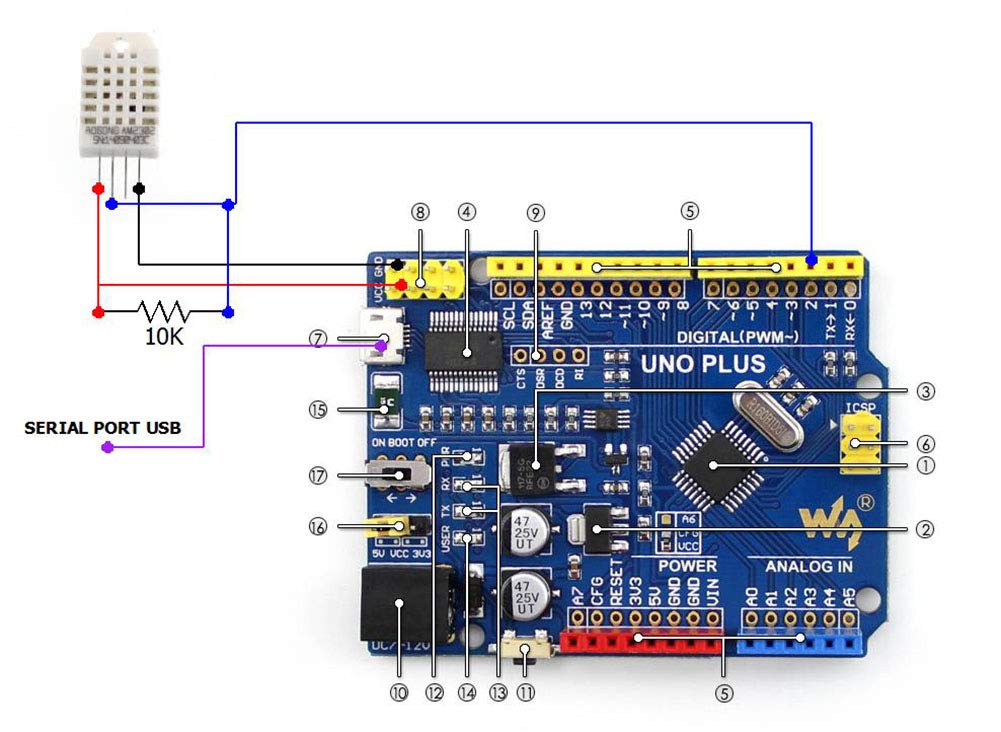 10K
SERIAL PORT USB
⑧
④
⑨
⑤
VCC GND
SCL
SDA
AREF
GND
13
12
~11
~10
~9
8
7
~6
~5
4
~3
2
TX→1
RX←0
DIGITAL(PWM~)
UNO PLUS
⑦
CTS
DSR
DCD
RI
③
⑮
ICSP
⑥
ON BOOT OFF
①
⑰
PWR
RX
TX
USER
⑯
5V VCC 3V3
47
25V
UT
47
25V
UT
②
A6
CFG
VCC
®
POWER
ANALOG IN
A7
CFG
RESET
3V3
5V
GND
GND
VIN
A0
A1
A2
A3
A4
A5
DC7-12V
⑩
⑫
⑭
⑬
⑪
⑤